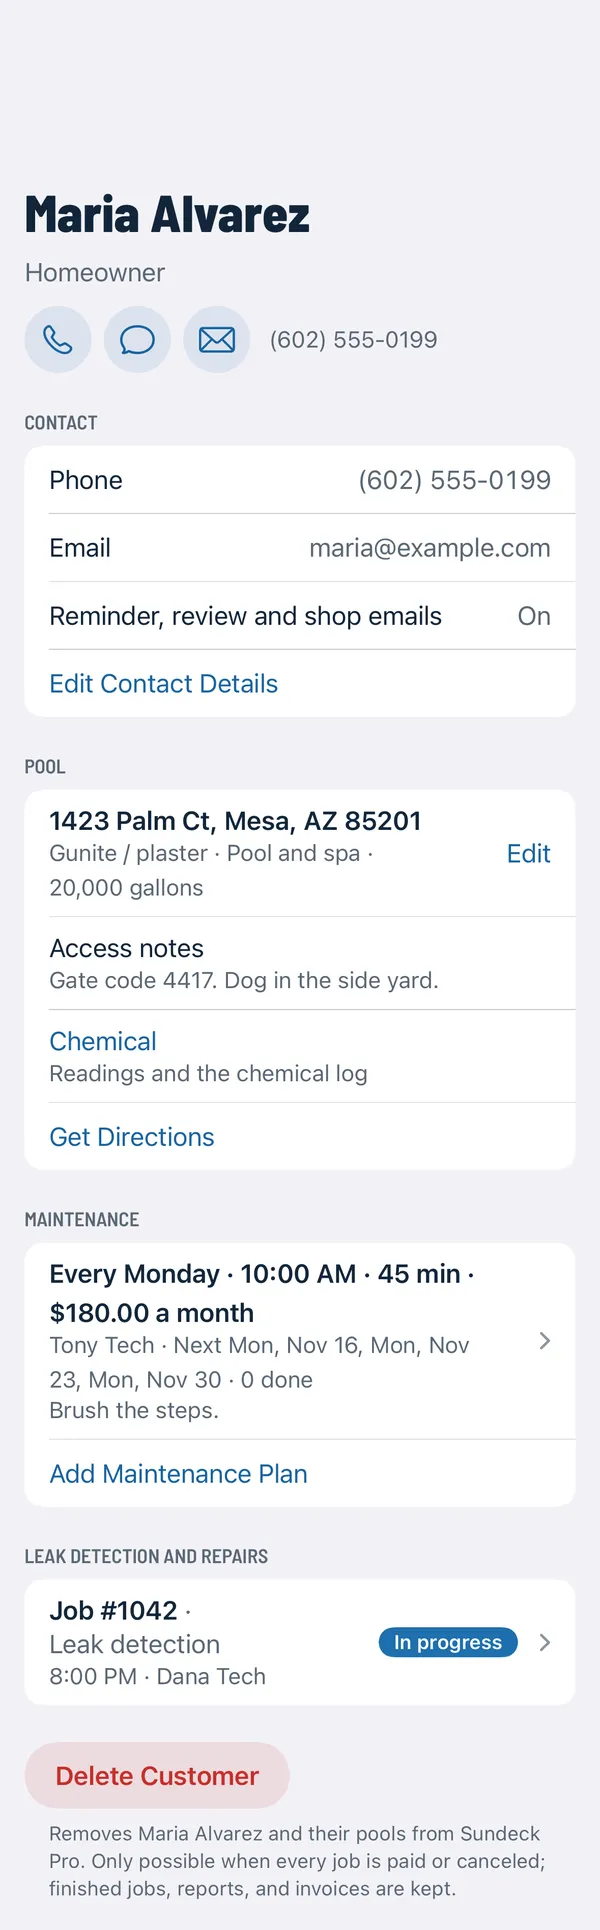 Maria Alvarez
Homeowner
(602) 555-0199
CONTACT
Phone (602) 555-0199
Email maria@example.com
Reminder, review and shop emails On
Edit Contact Details
POOL
1423 Palm Ct, Mesa, AZ 85201
Gunite / plaster · Pool and spa ·
20,000 gallons
Edit
Access notes
Gate code 4417. Dog in the side yard.
Chemical
Readings and the chemical log
Get Directions
MAINTENANCE
Every Monday · 10:00 AM · 45 min ·
$180.00 a month
Tony Tech · Next Mon, Nov 16, Mon, Nov
23, Mon, Nov 30 · 0 done
Brush the steps.
Add Maintenance Plan
LEAK DETECTION AND REPAIRS
Job #1042 ·
Leak detection
8:00 PM · Dana Tech
In progress
Delete Customer
Removes Maria Alvarez and their pools from Sundeck
Pro. Only possible when every job is paid or canceled;
finished jobs, reports, and invoices are kept.